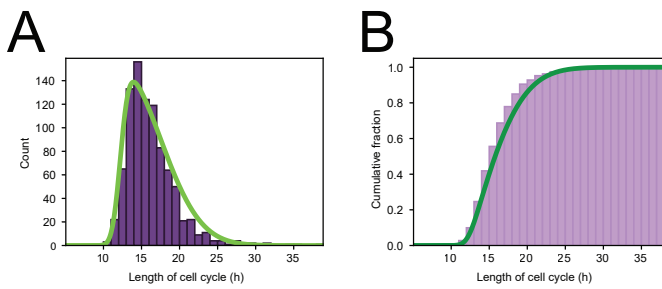 A
B
140
120
100
80
60
40
20
0
Count
10 15 20 25 30 35
Length of cell cycle (h)
1.0
0.8
0.6
0.4
0.2
0.0
Cumulative fraction
10 15 20 25 30 35
Length of cell cycle (h)